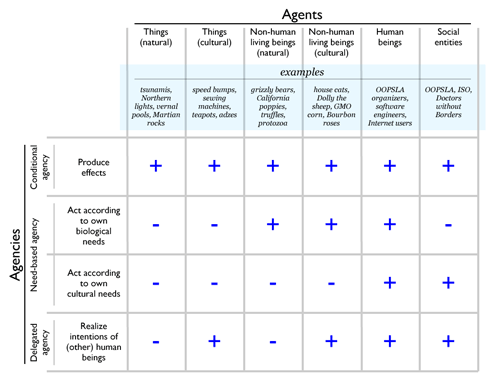 Agents
Things (natural)
Things (cultural)
Non-human living beings (natural)
Non-human living beings (cultural)
Human beings
Social entities
examples
tsunamis, Northern lights, vernal pools, Martian rocks
speed bumps, sewing machines, teapots, adzes
grizzly bears, California poppies, truffles, protozoa
house cats, Dolly the sheep, GMO corn, Bourbon roses
OOPSLA organizers, software engineers, Internet users
OOPSLA, ISO, Doctors without Borders
Agencies
Conditional agency
Produce effects
+ + + + + +
Need-based agency
Act according to own biological needs
- - + + + -
Act according to own cultural needs
- - - - + +
Delegated agency
Realize intentions of (other) human beings
- + - + + +